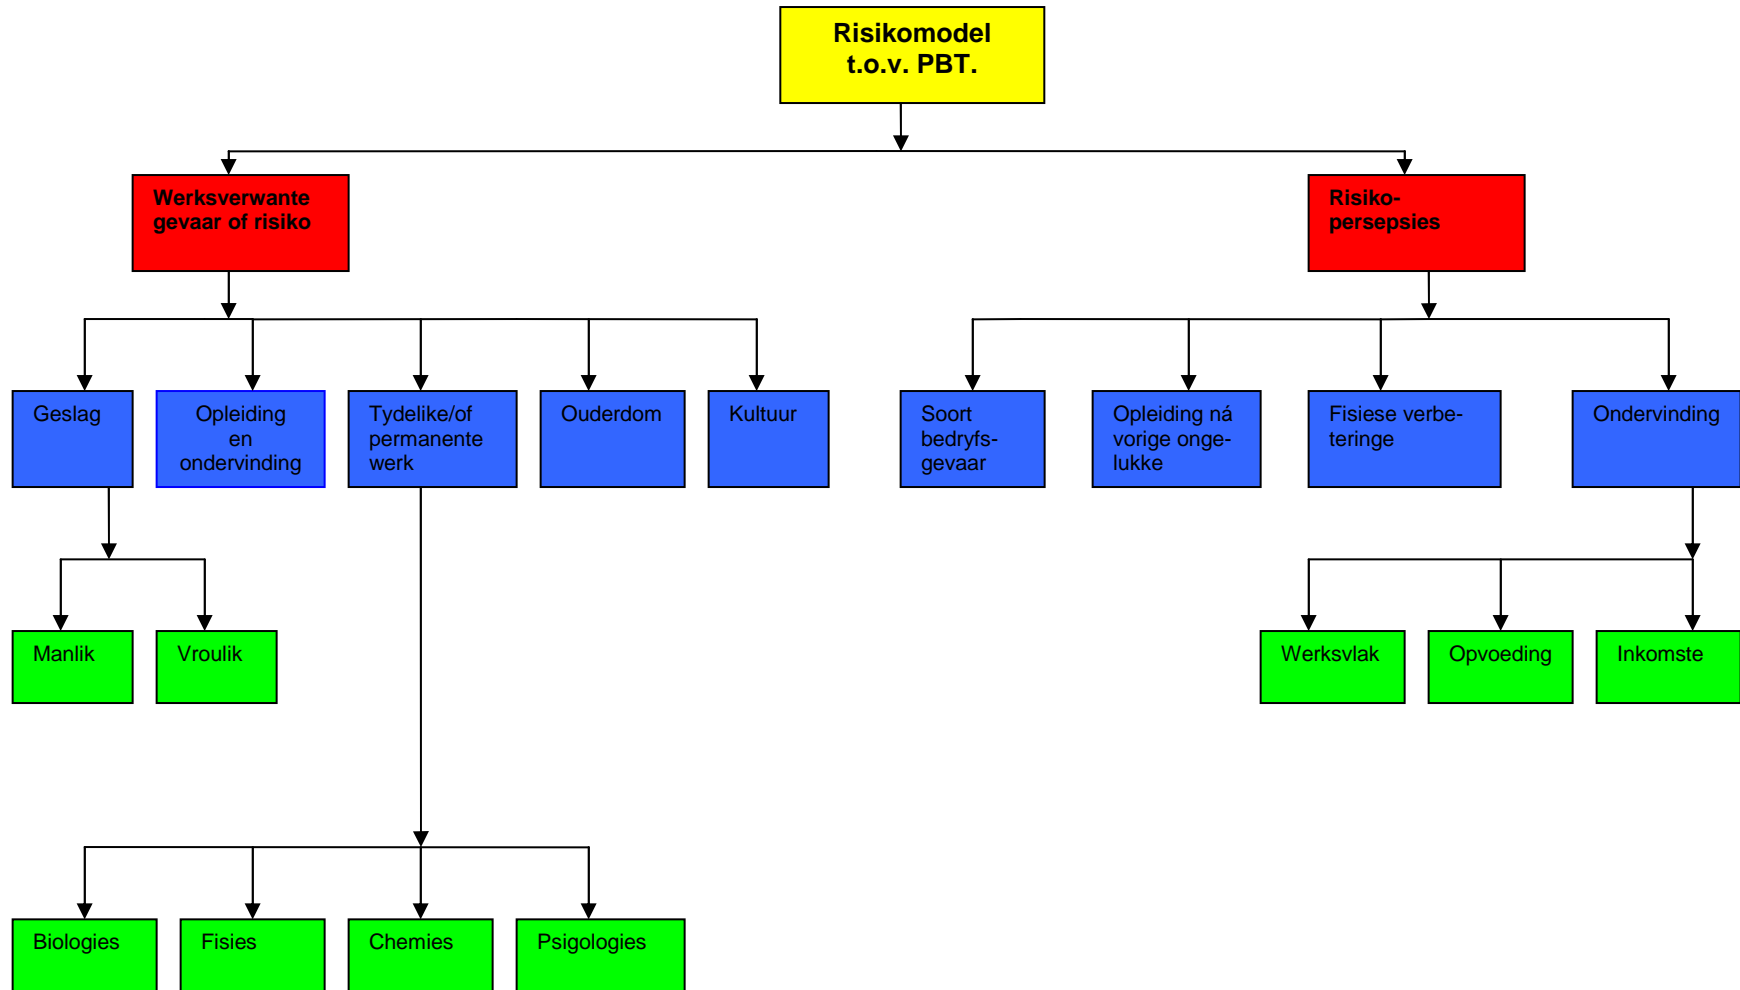 Risikomodel
t.o.v. PBT.
Werksverwante
gevaar of risiko
Risiko-
persepsies
Geslag
Opleiding
en
ondervinding
Tydelike/of
permanente
werk
Ouderdom
Kultuur
Soort
bedryfs-
gevaar
Opleiding ná
vorige onge-
lukke
Fisiese verbe-
teringe
Ondervinding
Manlik
Vroulik
Werksvlak
Opvoeding
Inkomste
Biologies
Fisies
Chemies
Psigologies